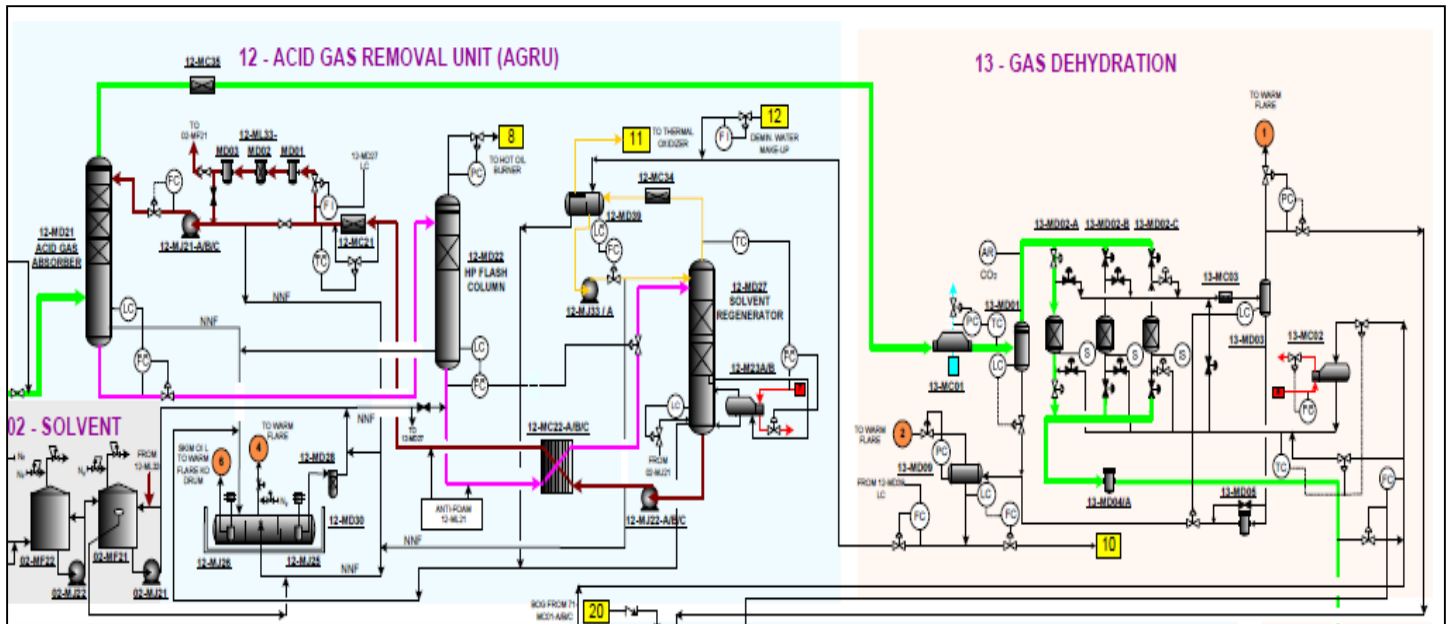 12 - ACID GAS REMOVAL UNIT (AGRU)
13 - GAS DEHYDRATION
12-MC35
TO
02-MF21
12-ML33-
MD03
MD02
MD01
12-MD27
LC
FC
FI
12-MJ21-A/B/C
12-MC21
TC
12-MD21
ACID GAS
ABSORBER
LC
FC
NNF
NNF
8
TO HOT OIL
BURNER
PC
12-MD22
HP FLASH
COLUMN
LC
FC
11
TO THERMAL
OXIDIZER
12
FI
DEMIN. WATER
MAKE-UP
12-MC34
12-MD39
LC
FC
12-MJ33 / A
TC
12-MD27
SOLVENT
REGENERATOR
FC
12-M23A/B
LC
FROM
02-MJ21
12-MC22-A/B/C
12-MJ22-A/B/C
TO
12-MD27
ANTI-FOAM
12-ML21
NNF
NNF
NNF
02 - SOLVENT
N₂
N₂
N₂
FROM
12-ML33
02-MF22
02-MJ22
02-MF21
02-MJ21
SKIM OIL
TO WARM
FLARE KO
DRUM
6
TO WARM
FLARE
4
N₂
12-MD28
12-MD30
12-MJ26
12-MJ25
TO WARM
FLARE
1
PC
13-MD02-A
13-MD02-B
13-MD02-C
AR
CO₂
13-MD01
PC
TC
LC
13-MC01
S
S
S
13-MC03
LC
13-MD03
13-MC02
FC
TC
FC
TO WARM
FLARE
2
PC
13-MD09
LC
FC
FROM 12-MD39
LC
FC
13-MD04/A
13-MD05
10
BOG FROM 71-
MC01-A/B/C
20